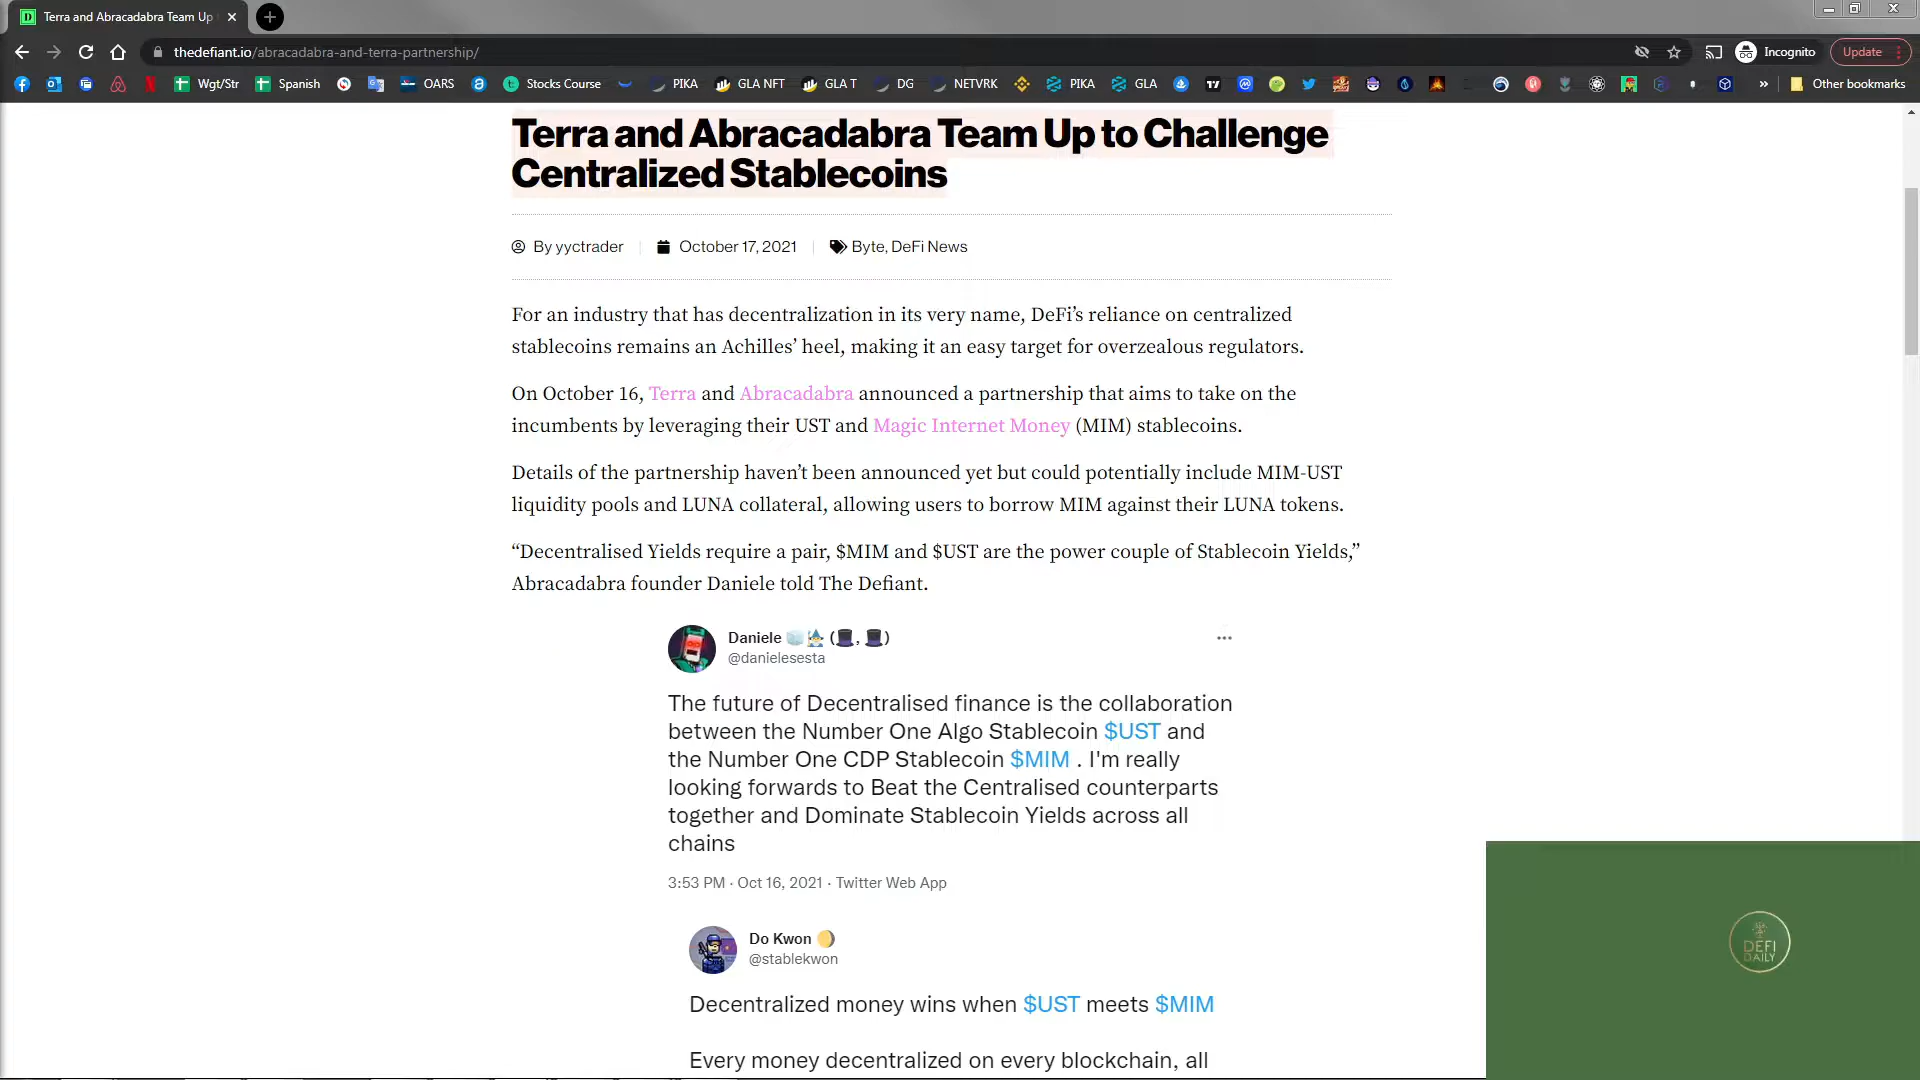 Terra and Abracadabra Team Up
thedefiant.io/abracadabra-and-terra-partnership/
Incognito
Update
Wgt/Str
Spanish
OARS
Stocks Course
PIKA
GLA NFT
GLA T
DG
NETVRK
PIKA
GLA
»
Other bookmarks
Terra and Abracadabra Team Up to Challenge
Centralized Stablecoins
By yyctrader
October 17, 2021
Byte, DeFi News
For an industry that has decentralization in its very name, DeFi’s reliance on centralized
stablecoins remains an Achilles’ heel, making it an easy target for overzealous regulators.
On October 16, Terra and Abracadabra announced a partnership that aims to take on the
incumbents by leveraging their UST and Magic Internet Money (MIM) stablecoins.
Details of the partnership haven’t been announced yet but could potentially include MIM-UST
liquidity pools and LUNA collateral, allowing users to borrow MIM against their LUNA tokens.
“Decentralised Yields require a pair, $MIM and $UST are the power couple of Stablecoin Yields,”
Abracadabra founder Daniele told The Defiant.
Daniele 🧊🧙‍♂️ (🎩, 🎩)
@danielesesta
The future of Decentralised finance is the collaboration
between the Number One Algo Stablecoin $UST and
the Number One CDP Stablecoin $MIM . I'm really
looking forwards to Beat the Centralised counterparts
together and Dominate Stablecoin Yields across all
chains
3:53 PM · Oct 16, 2021 · Twitter Web App
Do Kwon 🌖
@stablekwon
Decentralized money wins when $UST meets $MIM
Every money decentralized on every blockchain, all
DEFI
DAILY